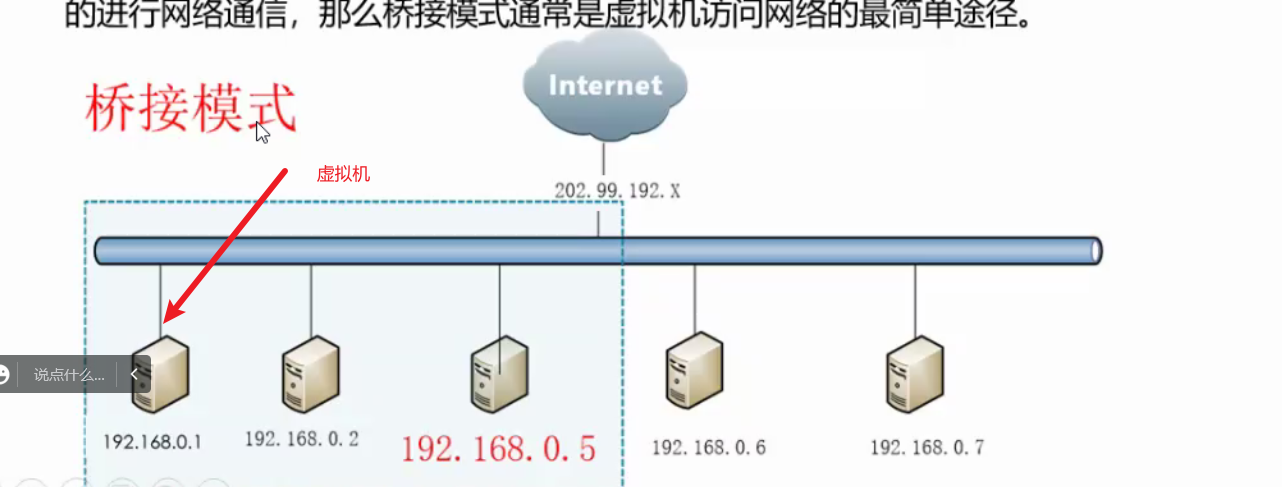 的进行网络通信，那么桥接模式通常是虚拟机访问网络的最简单途径。
Internet
桥接模式
虚拟机
202.99.192.X
说点什么...
192.168.0.1
192.168.0.2
192.168.0.5
192.168.0.6
192.168.0.7